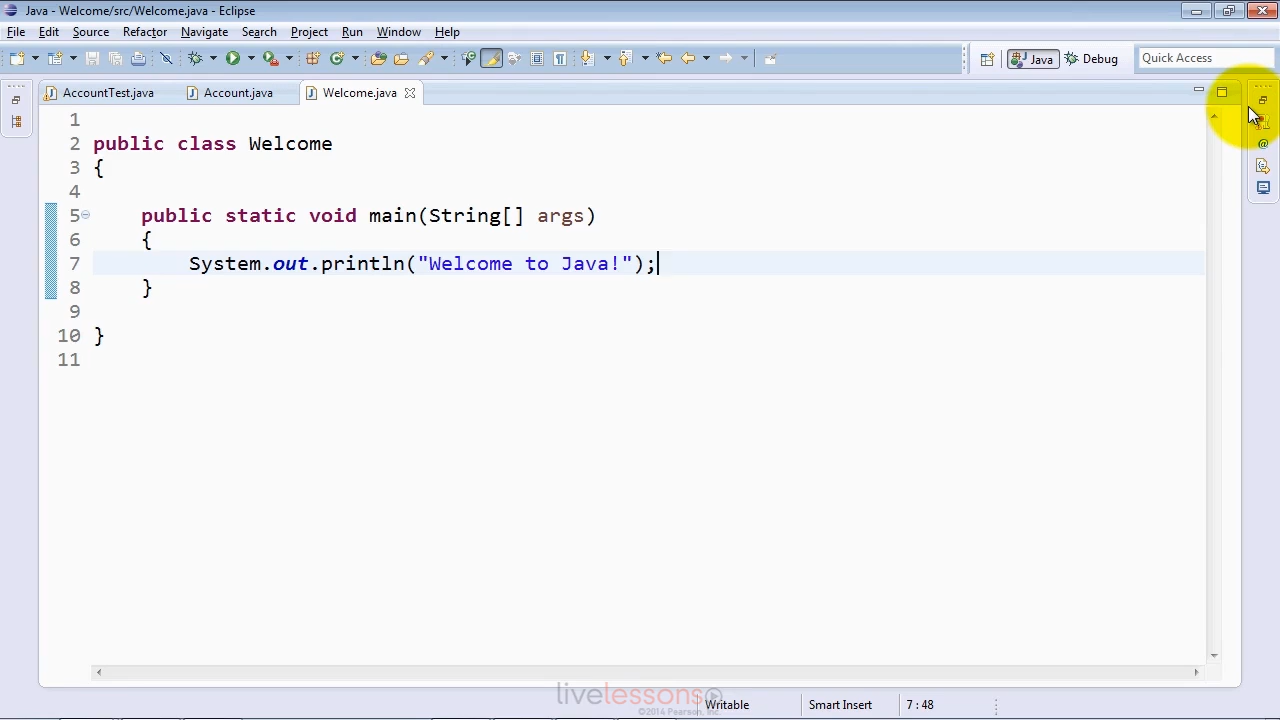 Java - Welcome/src/Welcome.java - Eclipse
File Edit Source Refactor Navigate Search Project Run Window Help
Java Debug Quick Access
AccountTest.java Account.java Welcome.java
1
2 public class Welcome
3 {
4
5 public static void main(String[] args)
6 {
7 System.out.println("Welcome to Java!");
8 }
9
10 }
11
livelessons
©2014 Pearson, Inc.
Writable Smart Insert 7 : 48